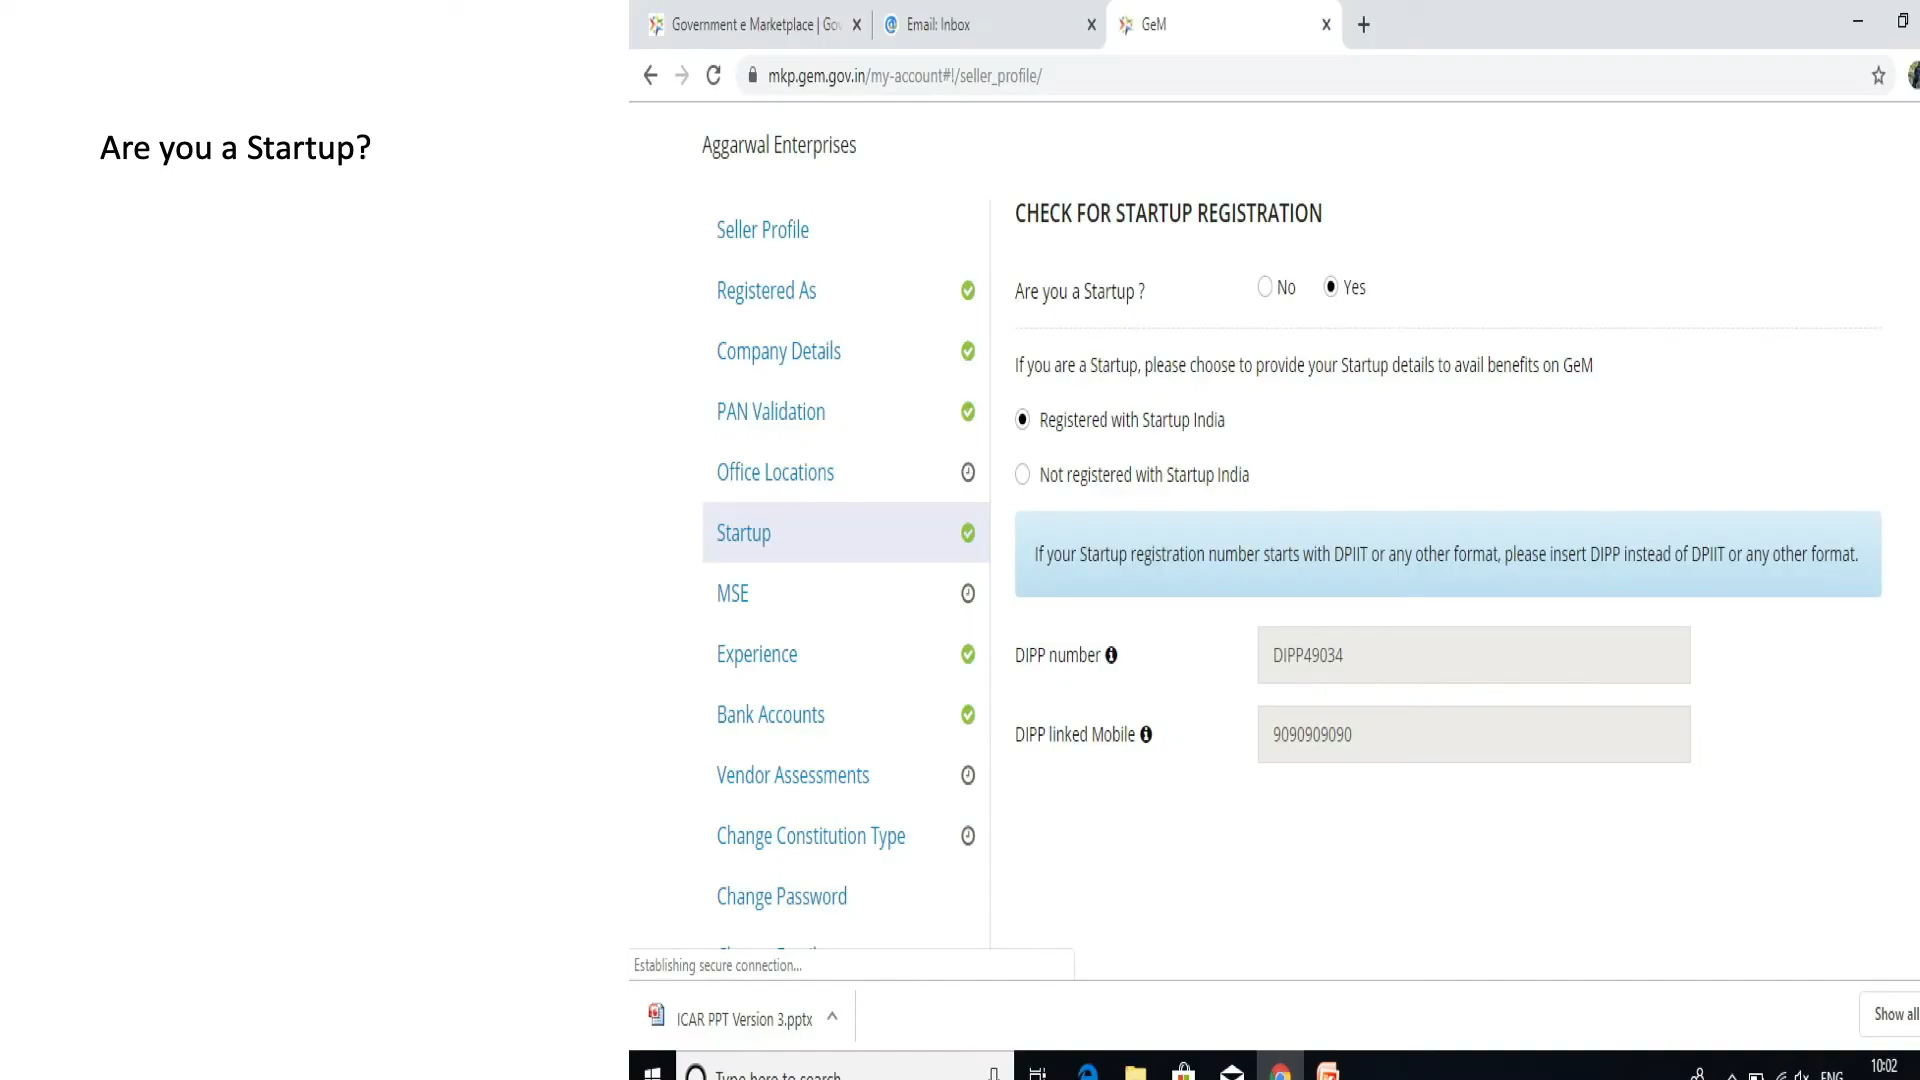 Are you a Startup?
Government e Marketplace | Gov
Email: Inbox
GeM
mkp.gem.gov.in/my-account#!/seller_profile/
Aggarwal Enterprises
Seller Profile
Registered As
Company Details
PAN Validation
Office Locations
Startup
MSE
Experience
Bank Accounts
Vendor Assessments
Change Constitution Type
Change Password
CHECK FOR STARTUP REGISTRATION
Are you a Startup ?
No
Yes
If you are a Startup, please choose to provide your Startup details to avail benefits on GeM
Registered with Startup India
Not registered with Startup India
If your Startup registration number starts with DPIIT or any other format, please insert DIPP instead of DPIIT or any other format.
DIPP number
DIPP49034
DIPP linked Mobile
9090909090
Establishing secure connection...
ICAR PPT Version 3.pptx
Show all
Type here to search
ENG
10:02